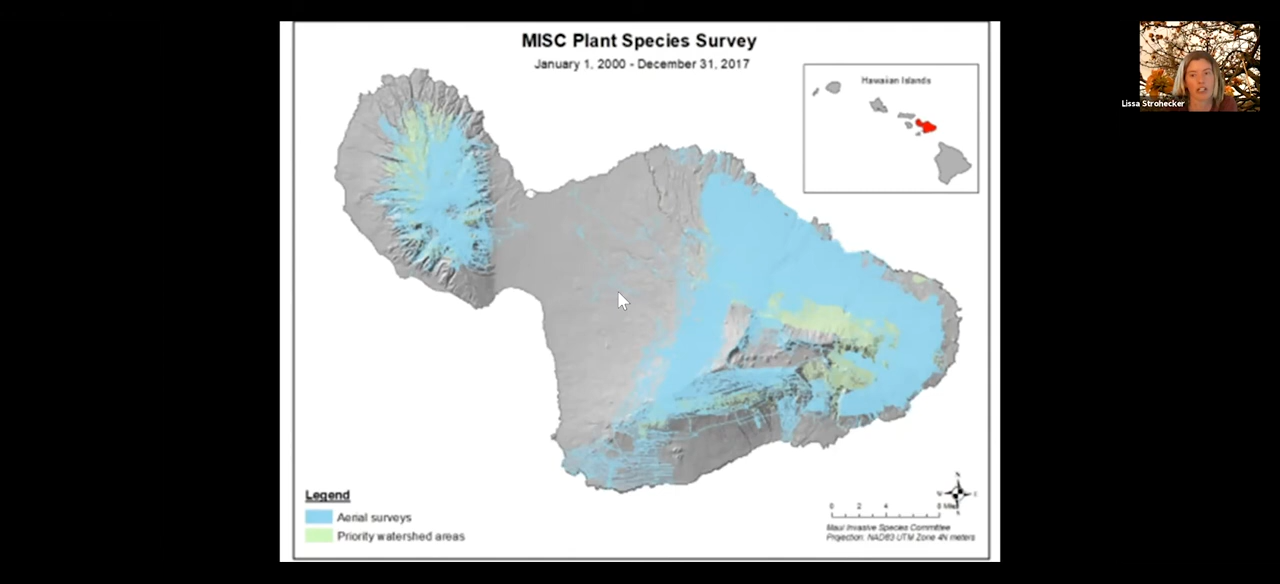 MISC Plant Species Survey
January 1, 2000 - December 31, 2017
Hawaiian Islands
Lissa Strohecker
Legend
Aerial surveys
Priority watershed areas
N
0 2 4 8
Maui Invasive Species Committee
Projection: NAD83 UTM Zone 4N meters